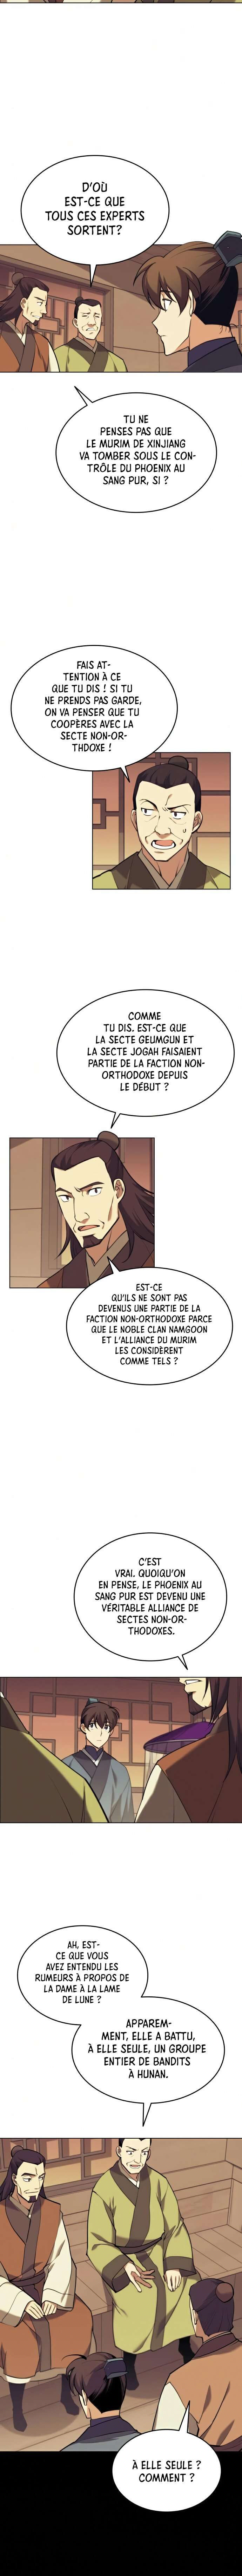 D'OÙ
EST-CE QUE
TOUS CES EXPERTS
SORTENT?
TU NE
PENSES PAS QUE
LE MURIM DE XINJIANG
VA TOMBER SOUS LE CON-
TRÔLE DU PHOENIX AU
SANG PUR, SI ?
FAIS AT-
TENTION À CE
QUE TU DIS ! SI TU
NE PRENDS PAS GARDE,
ON VA PENSER QUE TU
COOPÈRES AVEC LA
SECTE NON-OR-
THDOXE !
COMME
TU DIS. EST-CE QUE
LA SECTE GEUMGUN ET
LA SECTE JOGAH FAISAIENT
PARTIE DE LA FACTION NON-
ORTHODOXE DEPUIS
LE DÉBUT ?
EST-CE
QU'ILS NE SONT PAS
DEVENUS UNE PARTIE DE LA
FACTION NON-ORTHODOXE PARCE
QUE LE NOBLE CLAN NAMGOON
ET L'ALLIANCE DU MURIM
LES CONSIDÈRENT
COMME TELS ?
C'EST
VRAI. QUOIQU'ON
EN PENSE, LE PHOENIX AU
SANG PUR EST DEVENU UNE
VÉRITABLE ALLIANCE DE
SECTES NON-OR-
THODOXES.
AH, EST-
CE QUE VOUS
AVEZ ENTENDU LES
RUMEURS À PROPOS DE
LA DAME À LA LAME
DE LUNE ?
APPAREM-
MENT, ELLE A BATTU,
À ELLE SEULE, UN GROUPE
ENTIER DE BANDITS
À HUNAN.
À ELLE SEULE ?
COMMENT ?